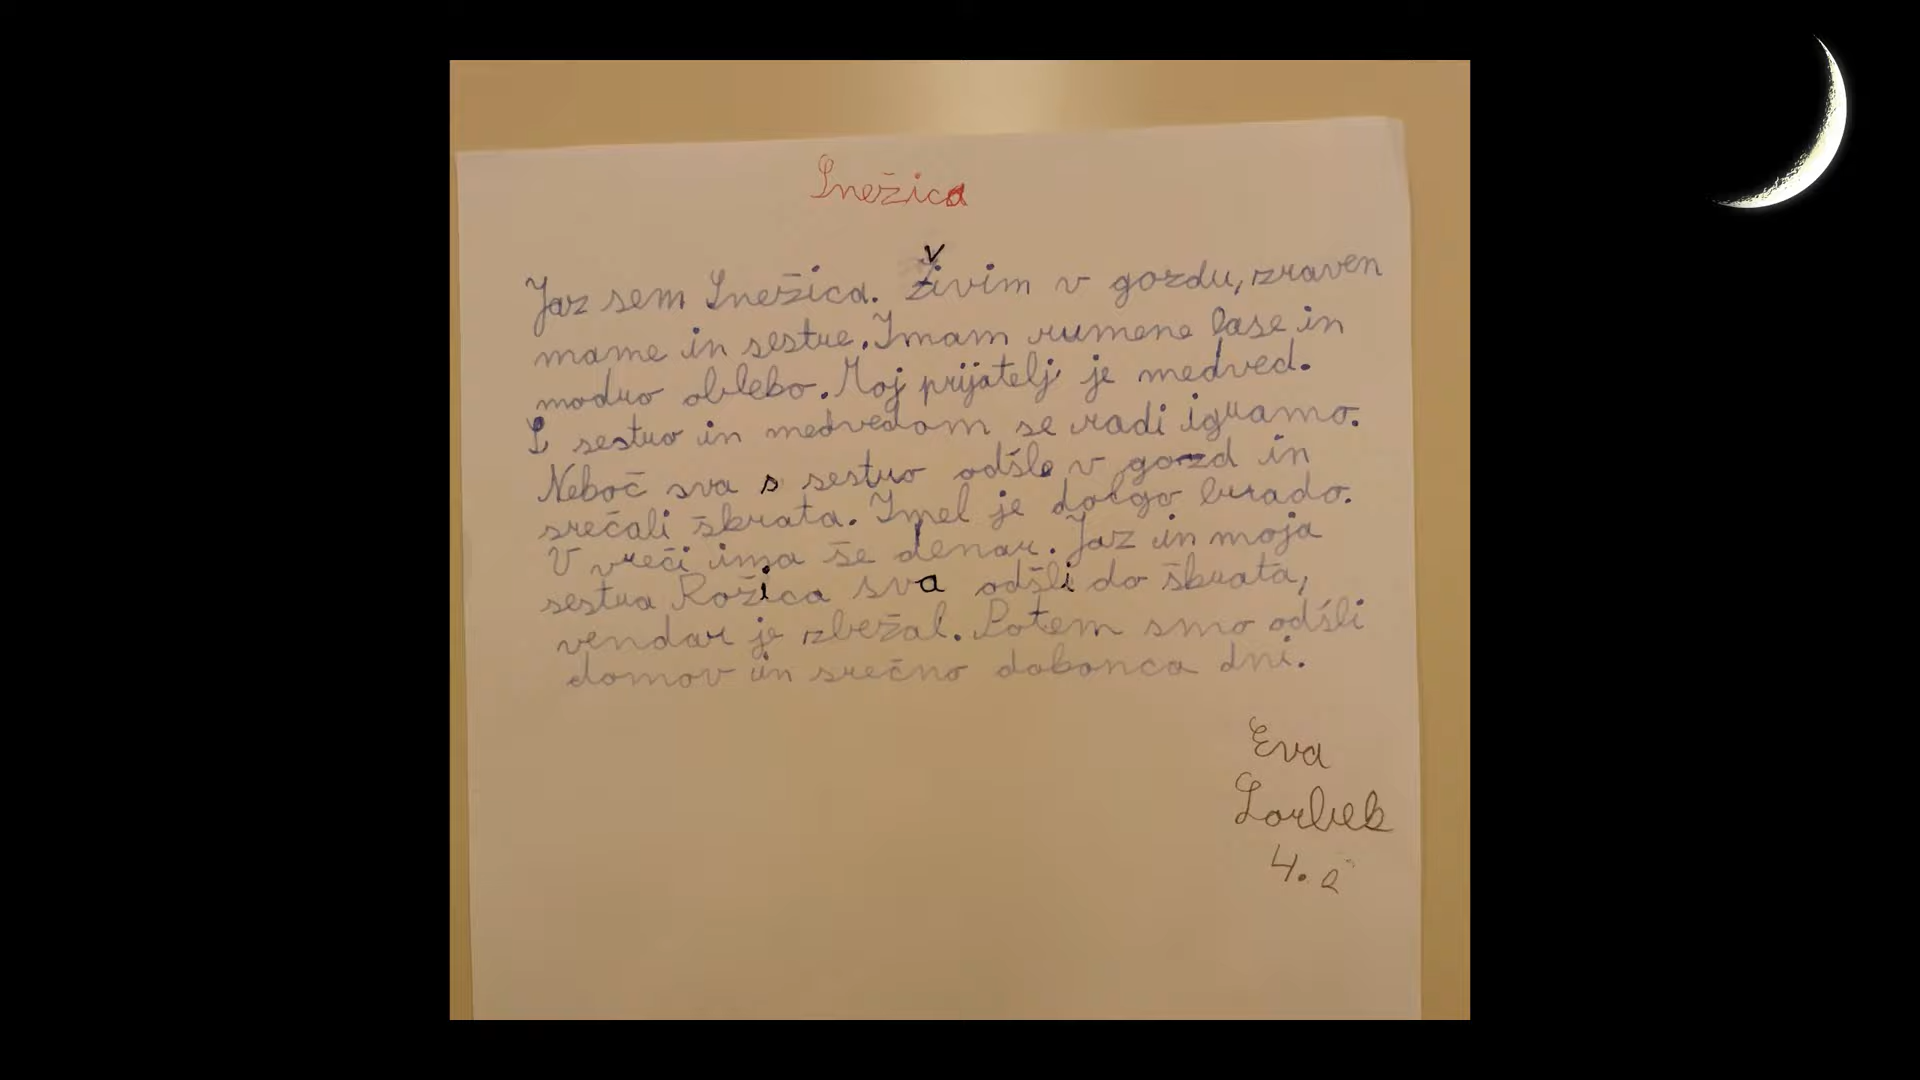 Snežica
Jaz sem Snežica. Živim v gozdu, zraven
mame in sestre. Imam rumene lase in
modro obleko. Moj prijatelj je medved.
S sestro in medvedom se radi igramo.
Nekoč sva s sestro odšle v gozd in
srečali škrata. Imel je dolgo brado.
V vreči ima še denar. Jaz in moja
sestra Rožica sva odšli do škrata,
vendar je zbežal. Potem smo odšli
domov in srečno do konca dni.
Eva
Lorbek
4. a